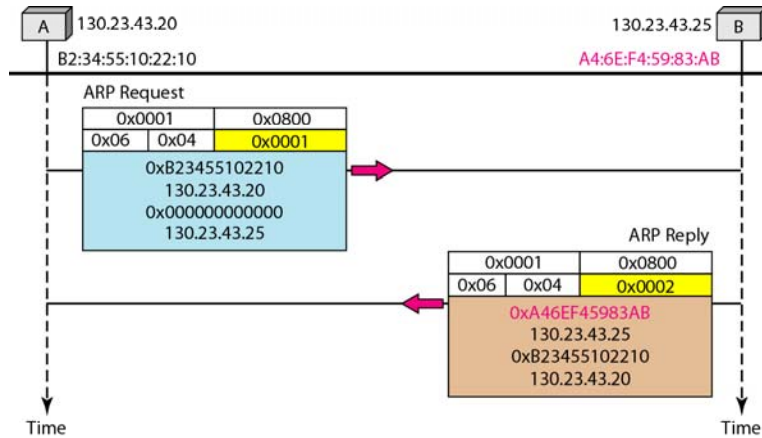 A 130.23.43.20 130.23.43.25 B
B2:34:55:10:22:10 A4:6E:F4:59:83:AB
ARP Request
0x0001 0x0800
0x06 0x04 0x0001
0xB23455102210
130.23.43.20
0x000000000000
130.23.43.25
ARP Reply
0x0001 0x0800
0x06 0x04 0x0002
0xA46EF45983AB
130.23.43.25
0xB23455102210
130.23.43.20
Time Time